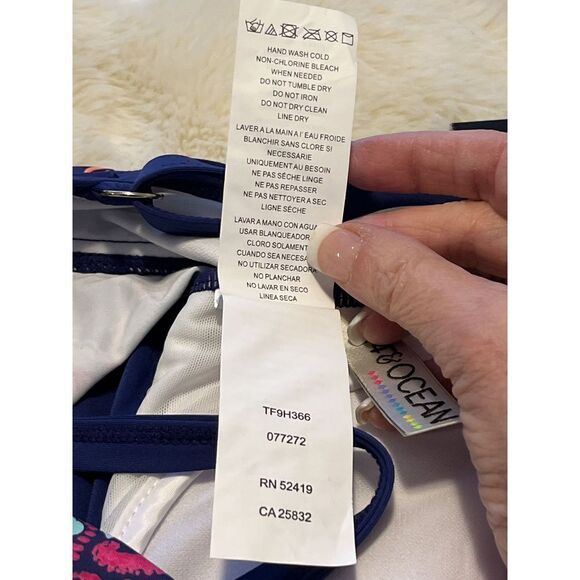 HAND WASH COLD
NON-CHLORINE BLEACH
WHEN NEEDED
DO NOT TUMBLE DRY
DO NOT IRON
DO NOT DRY CLEAN
LINE DRY
LAVER A LA MAIN A l' EAU FROIDE
BLANCHIR SANS CLORE SI
NECESSARIE
UNIQUEMENT AU BESOIN
NE PAS SÈCHE LINGE
NE PAS REPASSER
NE PAS NETTOYER A SEC
LIGNE SÈCHE
LAVAR A MANO CON AGUA
USAR BLANQUEADOR
CLORO SOLAMENT
CUANDO SEA NECESA
NO UTILIZAR SECADORA
NO PLANCHAR
NO LAVAR EN SECO
LINEA SECA
&OCEAN
TF9H366
077272
RN 52419
CA 25832